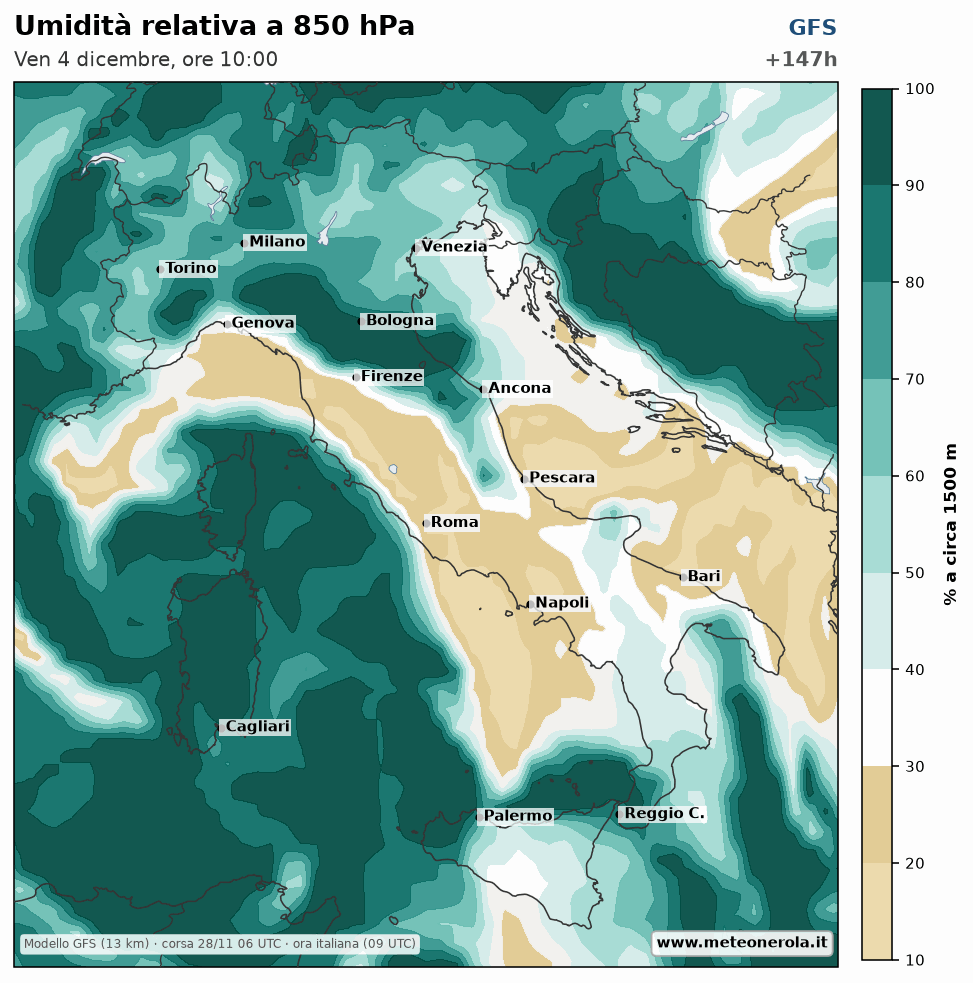 Umidità relativa a 850 hPa
GFS
Ven 4 dicembre, ore 10:00
+147h
100
90
80
70
60
50
40
30
20
10
% a circa 1500 m
Milano
Venezia
Torino
Genova
Bologna
Firenze
Ancona
Pescara
Roma
Bari
Napoli
Cagliari
Palermo
Reggio C.
Modello GFS (13 km) · corsa 28/11 06 UTC · ora italiana (09 UTC)
www.meteonerola.it